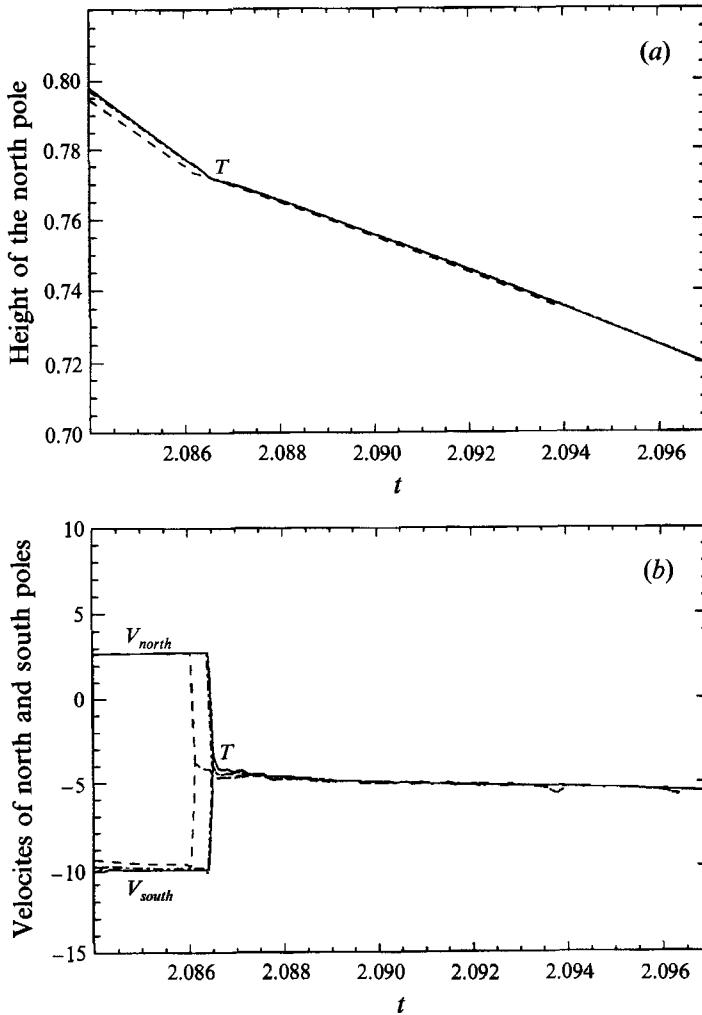 (a)
Height of the north pole
0.80
0.78
0.76
0.74
0.72
0.70
T
2.086
2.088
2.090
2.092
2.094
2.096
t
(b)
Velocites of north and south poles
10
5
0
−5
−10
−15
V_north
T
V_south
2.086
2.088
2.090
2.092
2.094
2.096
t